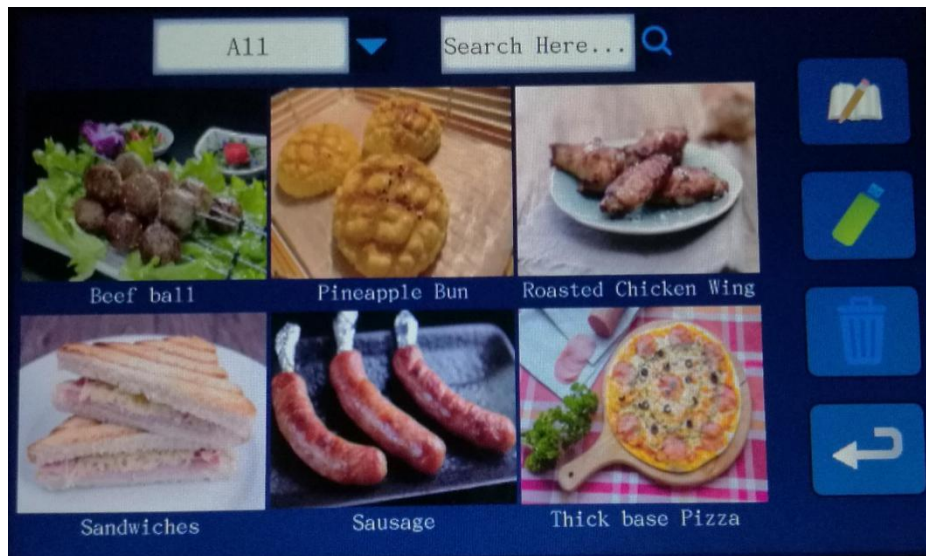 All
Search Here...
Beef ball
Pineapple Bun
Roasted Chicken Wing
Sandwiches
Sausage
Thick base Pizza